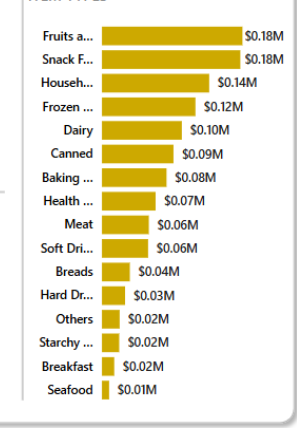 Fruits a... $0.18M
Snack F... $0.18M
Househ... $0.14M
Frozen ... $0.12M
Dairy $0.10M
Canned $0.09M
Baking ... $0.08M
Health ... $0.07M
Meat $0.06M
Soft Dri... $0.06M
Breads $0.04M
Hard Dr... $0.03M
Others $0.02M
Starchy ... $0.02M
Breakfast $0.02M
Seafood $0.01M